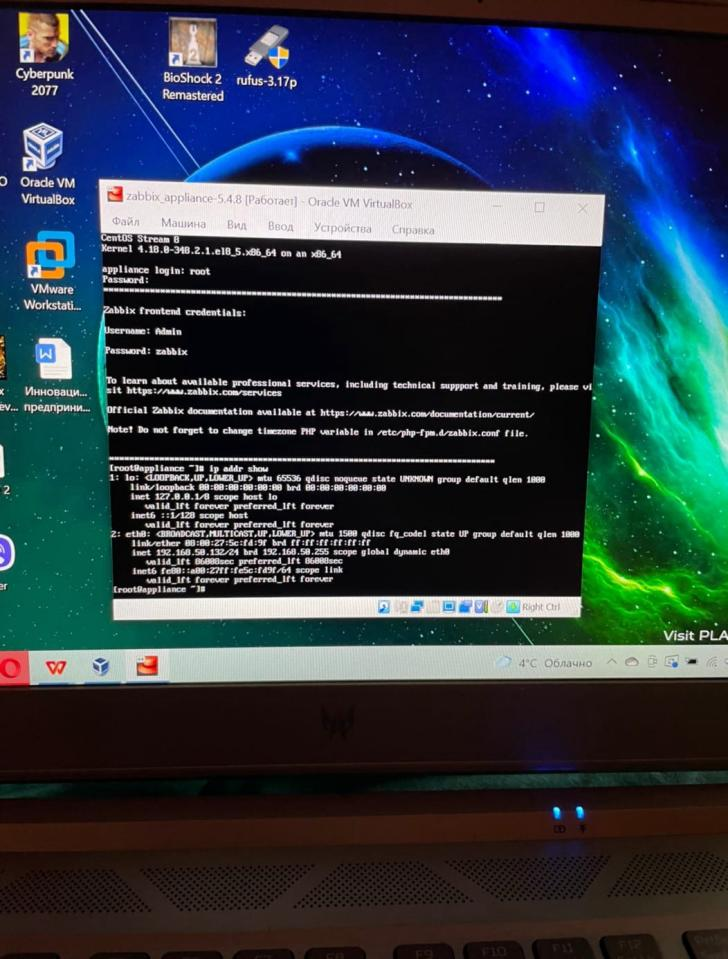 Cyberpunk
2077
BioShock 2
Remastered
rufus-3.17p
Oracle VM
VirtualBox
VMware
Workstati...
Инноваци...
предприни...
ev...
2
er
zabbix_appliance-5.4.8 [Работает] - Oracle VM VirtualBox
Файл Машина Вид Ввод Устройства Справка
CentOS Stream 8
Kernel 4.18.0-348.2.1.el8_5.x86_64 on an x86_64
appliance login: root
Password:
Zabbix frontend credentials:
Username: Admin
Password: zabbix
To learn about available professional services, including technical suppport and training, please vi
sit https://www.zabbix.com/services
Official Zabbix documentation available at https://www.zabbix.com/documentation/current/
Note! Do not forget to change timezone PHP variable in /etc/php-fpm.d/zabbix.conf file.
[root@appliance ~]# ip addr show
1: lo: <LOOPBACK,UP,LOWER_UP> mtu 65536 qdisc noqueue state UNKNOWN group default qlen 1000
link/loopback 00:00:00:00:00:00 brd 00:00:00:00:00:00
inet 127.0.0.1/8 scope host lo
valid_lft forever preferred_lft forever
inet6 ::1/128 scope host
valid_lft forever preferred_lft forever
2: eth0: <BROADCAST,MULTICAST,UP,LOWER_UP> mtu 1500 qdisc fq_codel state UP group default qlen 1000
link/ether 08:00:27:5c:fd:9f brd ff:ff:ff:ff:ff:ff
inet 192.168.50.132/24 brd 192.168.50.255 scope global dynamic eth0
valid_lft 86008sec preferred_lft 86008sec
inet6 fe80::a00:27ff:fe5c:fd9f/64 scope link
valid_lft forever preferred_lft forever
[root@appliance ~]#
Right Ctrl
Visit PLA
4°C Облачно
F9
F10
F11
F12